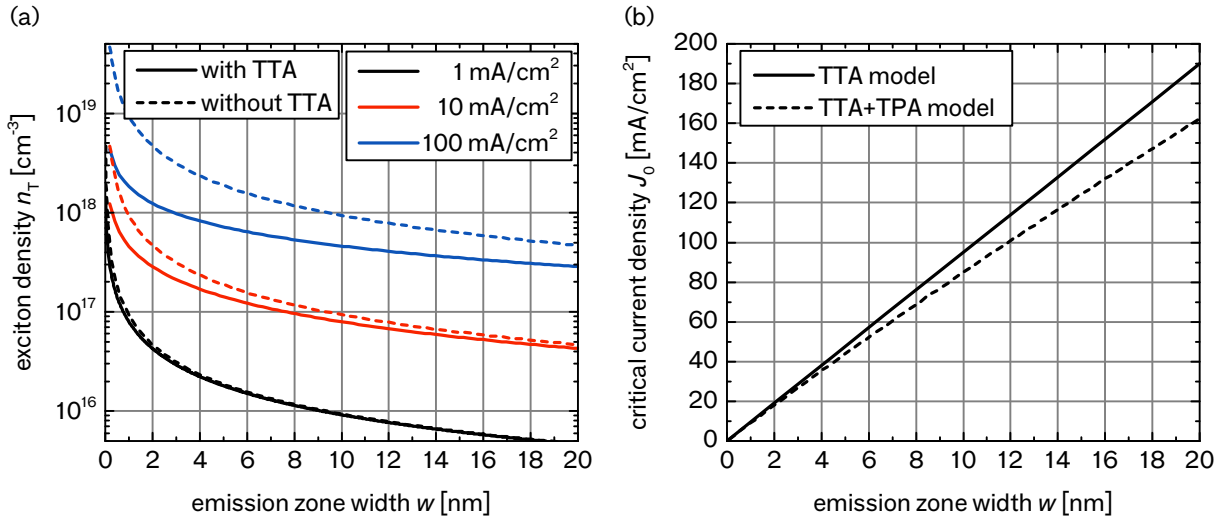 (a)
with TTA
without TTA
1 mA/cm²
10 mA/cm²
100 mA/cm²
exciton density n_T [cm⁻³]
10¹⁹
10¹⁸
10¹⁷
10¹⁶
0 2 4 6 8 10 12 14 16 18 20
emission zone width w [nm]
(b)
TTA model
TTA+TPA model
critical current density J₀ [mA/cm²]
200
180
160
140
120
100
80
60
40
20
0
0 2 4 6 8 10 12 14 16 18 20
emission zone width w [nm]